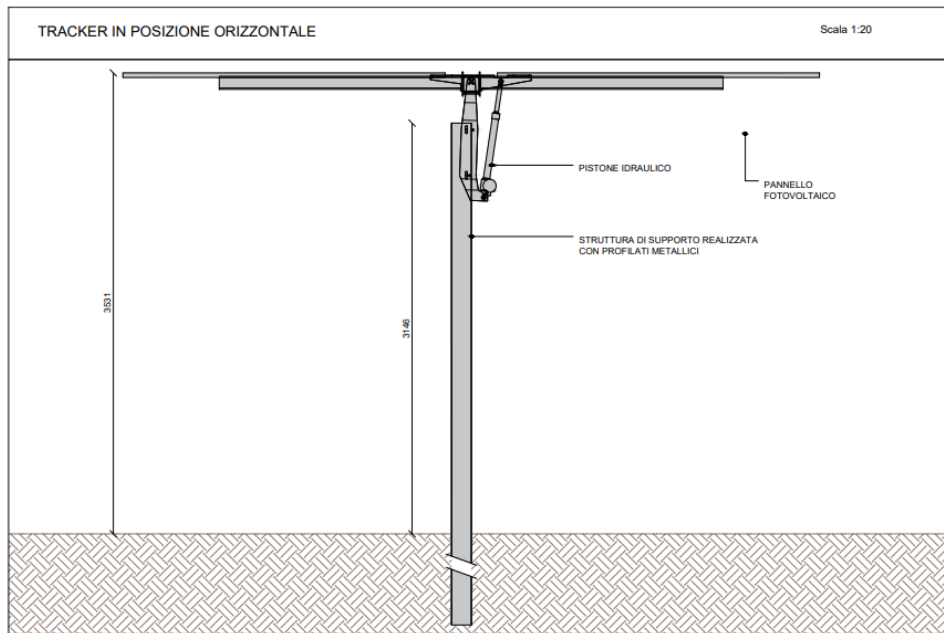 TRACKER IN POSIZIONE ORIZZONTALE
Scala 1:20
PISTONE IDRAULICO
PANNELLO
FOTOVOLTAICO
STRUTTURA DI SUPPORTO REALIZZATA
CON PROFILATI METALLICI
3531
3146